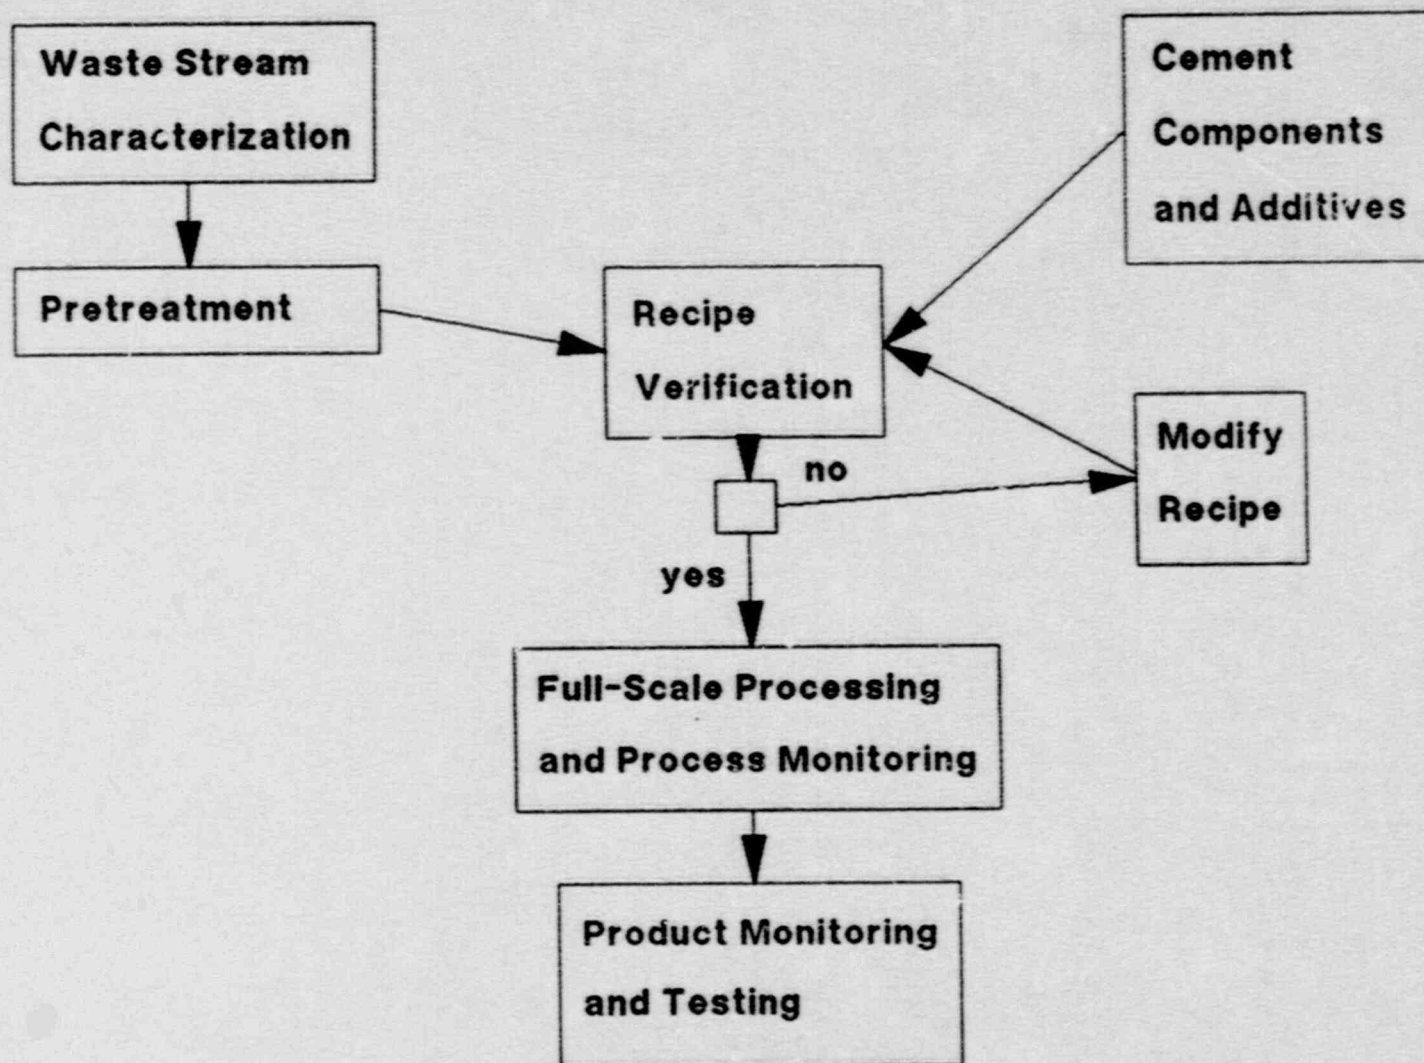 Waste Stream
Characterization
Cement
Components
and Additives
Pretreatment
Recipe
Verification
Modify
Recipe
no
yes
Full-Scale Processing
and Process Monitoring
Product Monitoring
and Testing